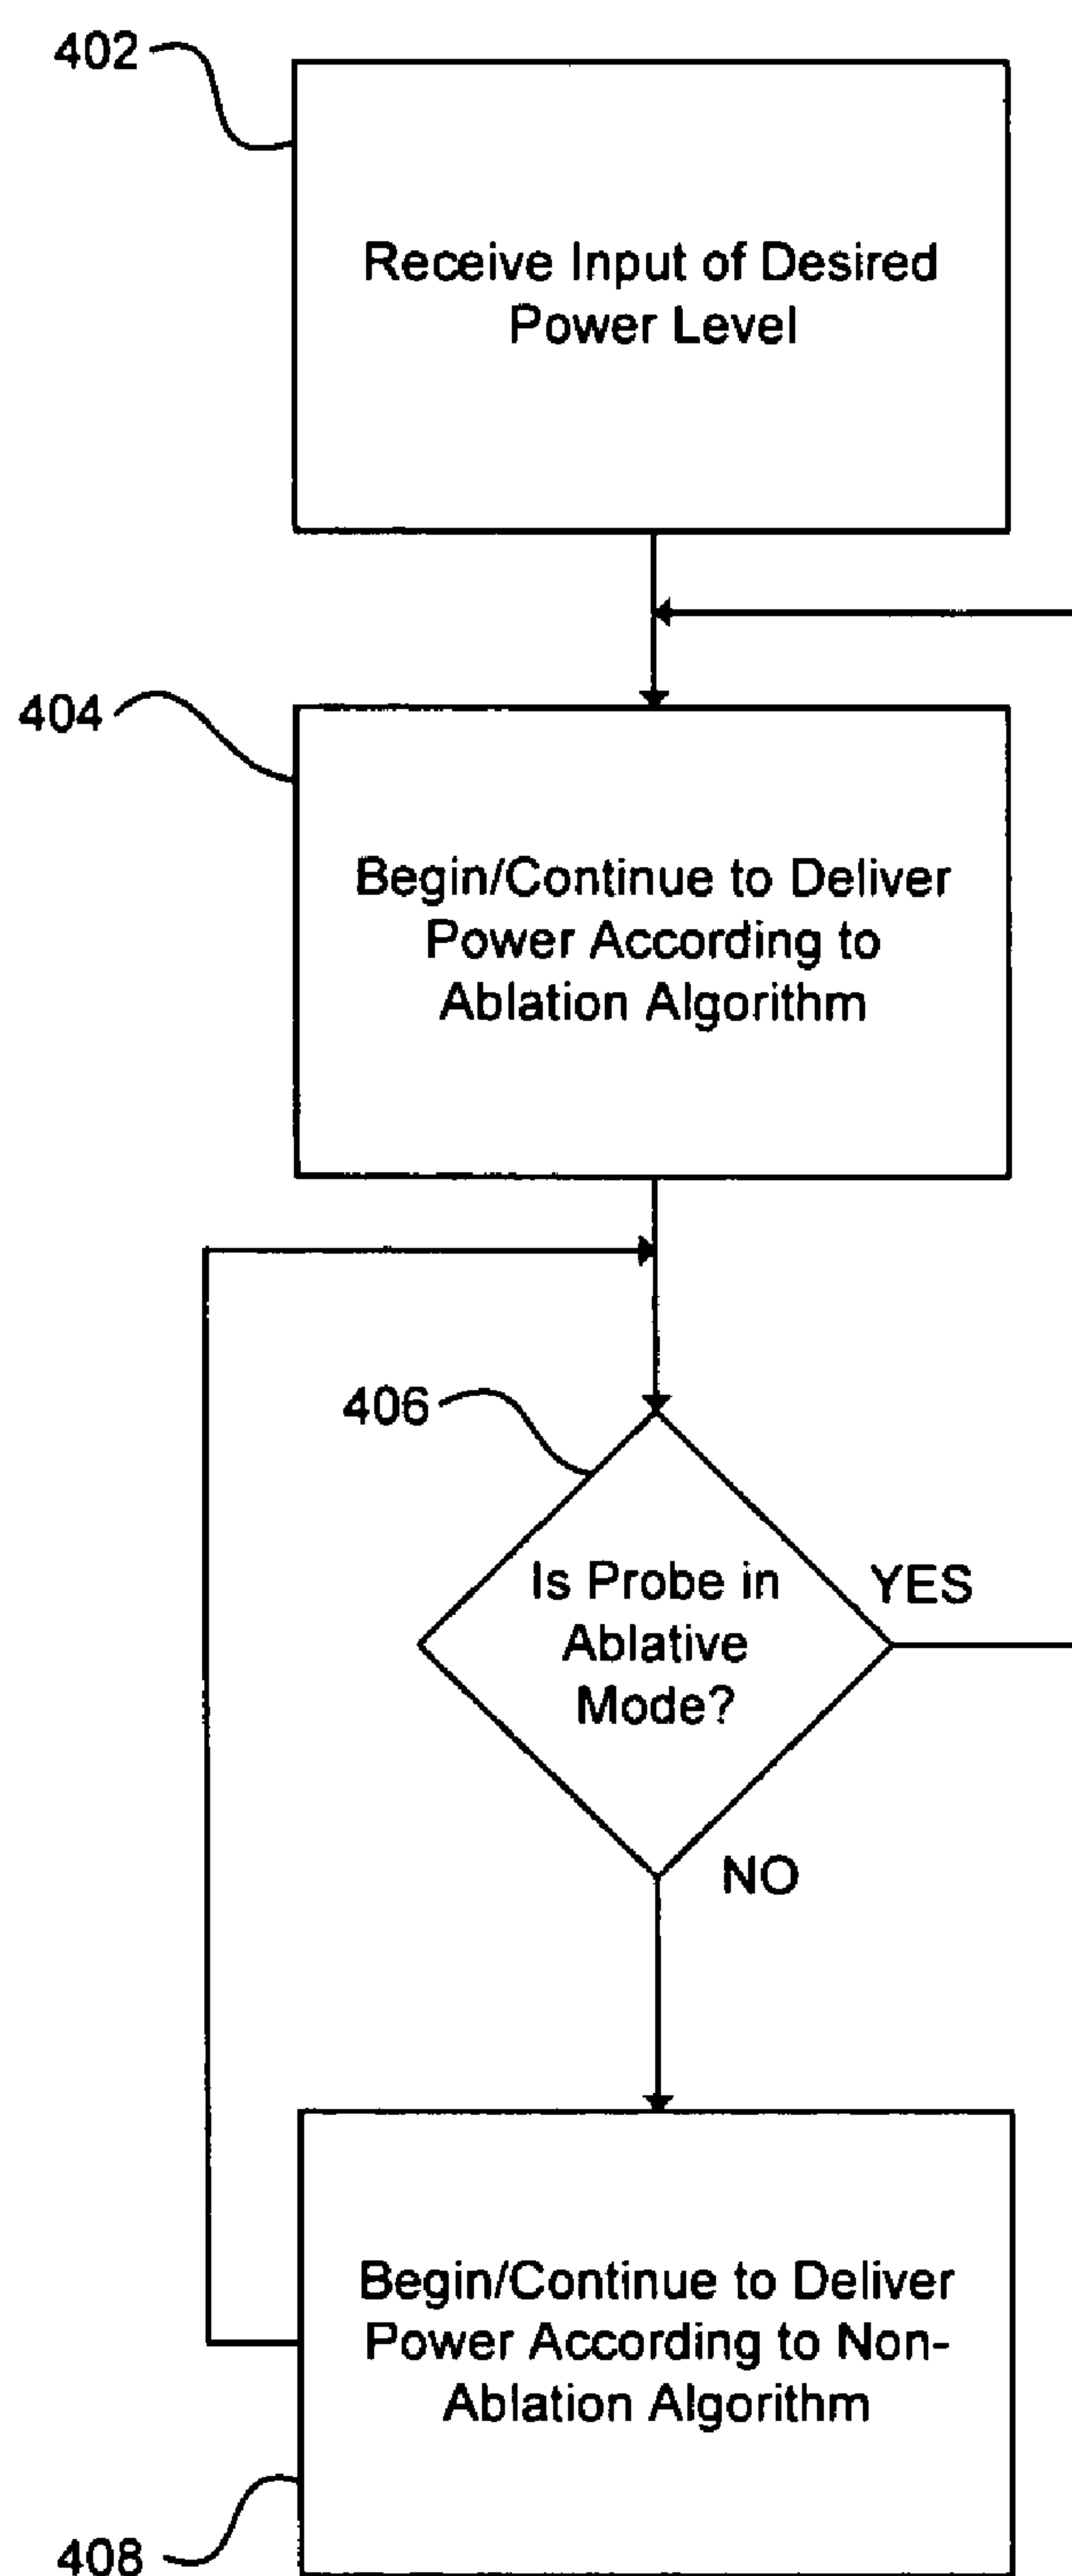 402
Receive Input of Desired
Power Level
404
Begin/Continue to Deliver
Power According to
Ablation Algorithm
406
Is Probe in
Ablative
Mode?
YES
NO
Begin/Continue to Deliver
Power According to Non-
Ablation Algorithm
408